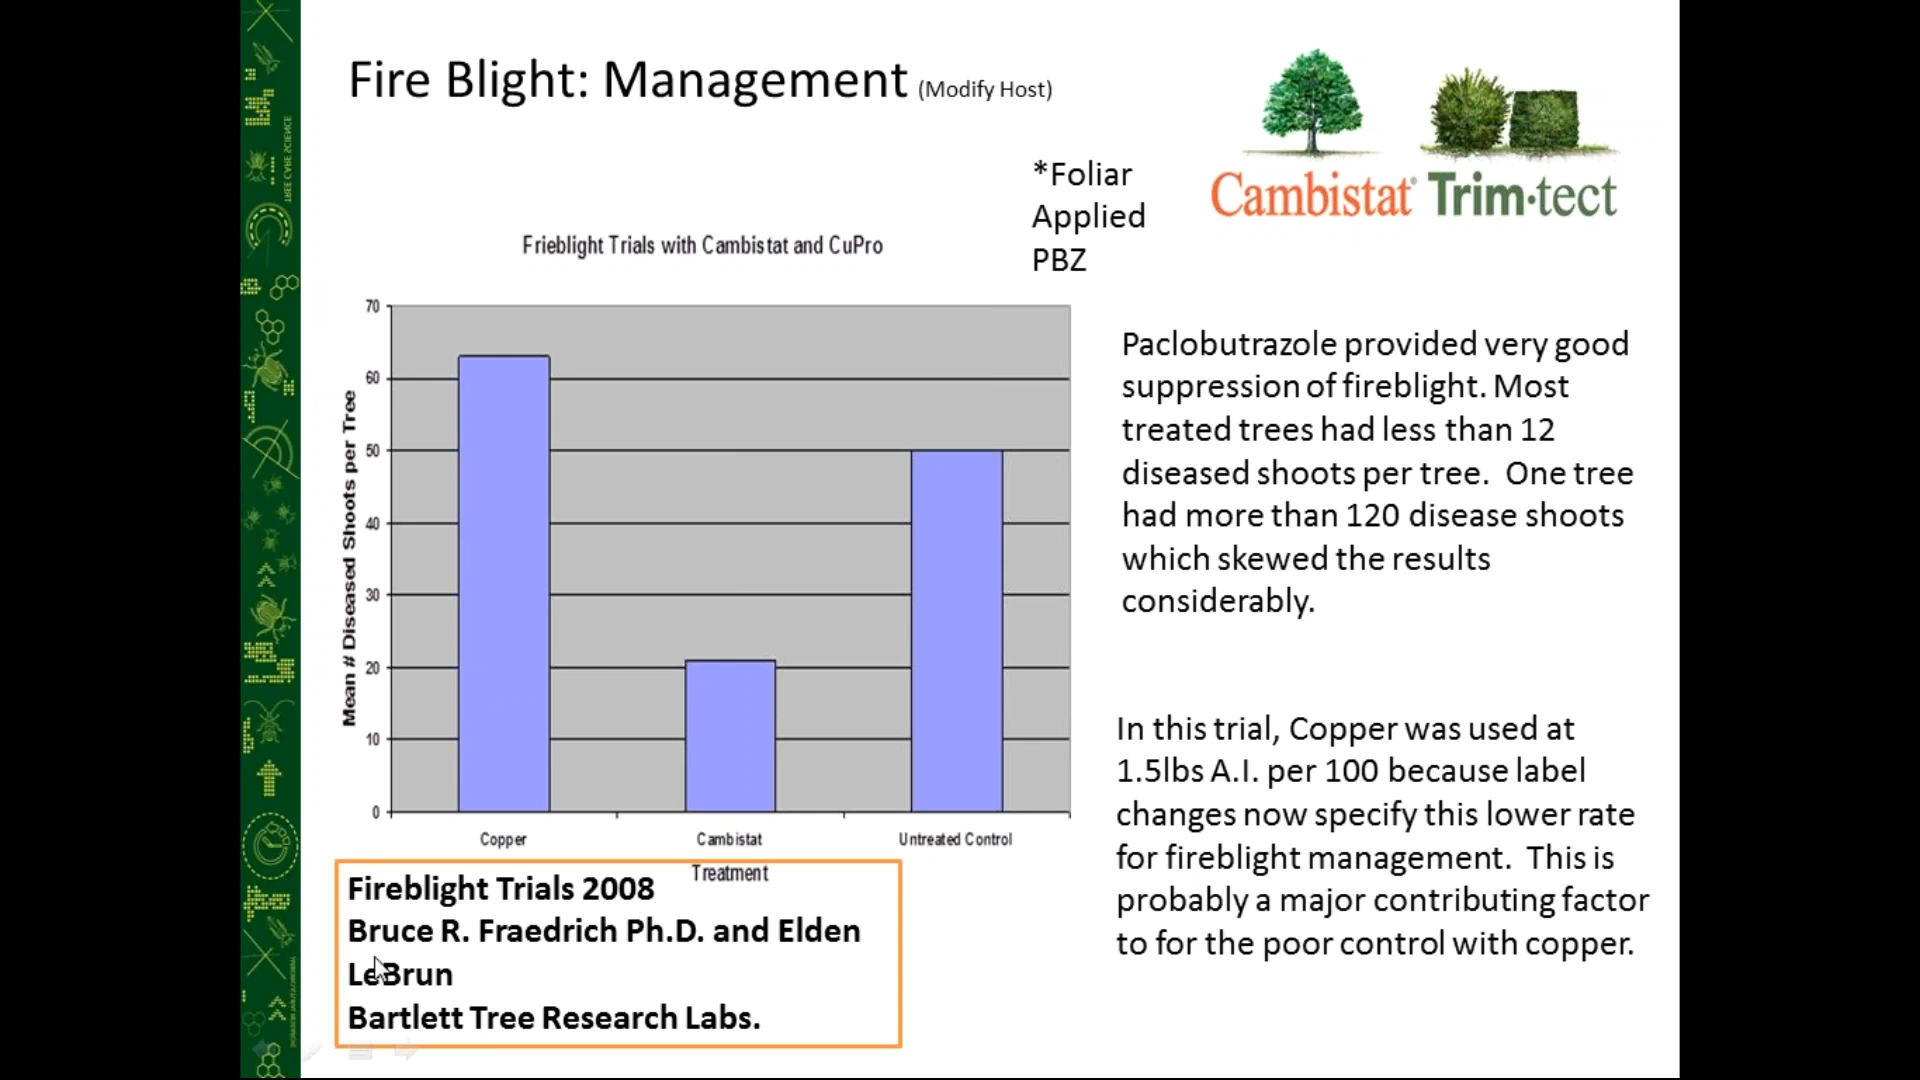 Fire Blight: Management (Modify Host)
*Foliar
Applied
PBZ
Cambistat® Trim·tect
Frieblight Trials with Cambistat and CuPro
Mean # Diseased Shoots per Tree
70
60
50
40
30
20
10
0
Copper
Cambistat
Untreated Control
Treatment
Paclobutrazole provided very good
suppression of fireblight. Most
treated trees had less than 12
diseased shoots per tree.  One tree
had more than 120 disease shoots
which skewed the results
considerably.
In this trial, Copper was used at
1.5lbs A.I. per 100 because label
changes now specify this lower rate
for fireblight management.  This is
probably a major contributing factor
to for the poor control with copper.
Fireblight Trials 2008
Bruce R. Fraedrich Ph.D. and Elden
LeBrun
Bartlett Tree Research Labs.
TREE CARE SCIENCE